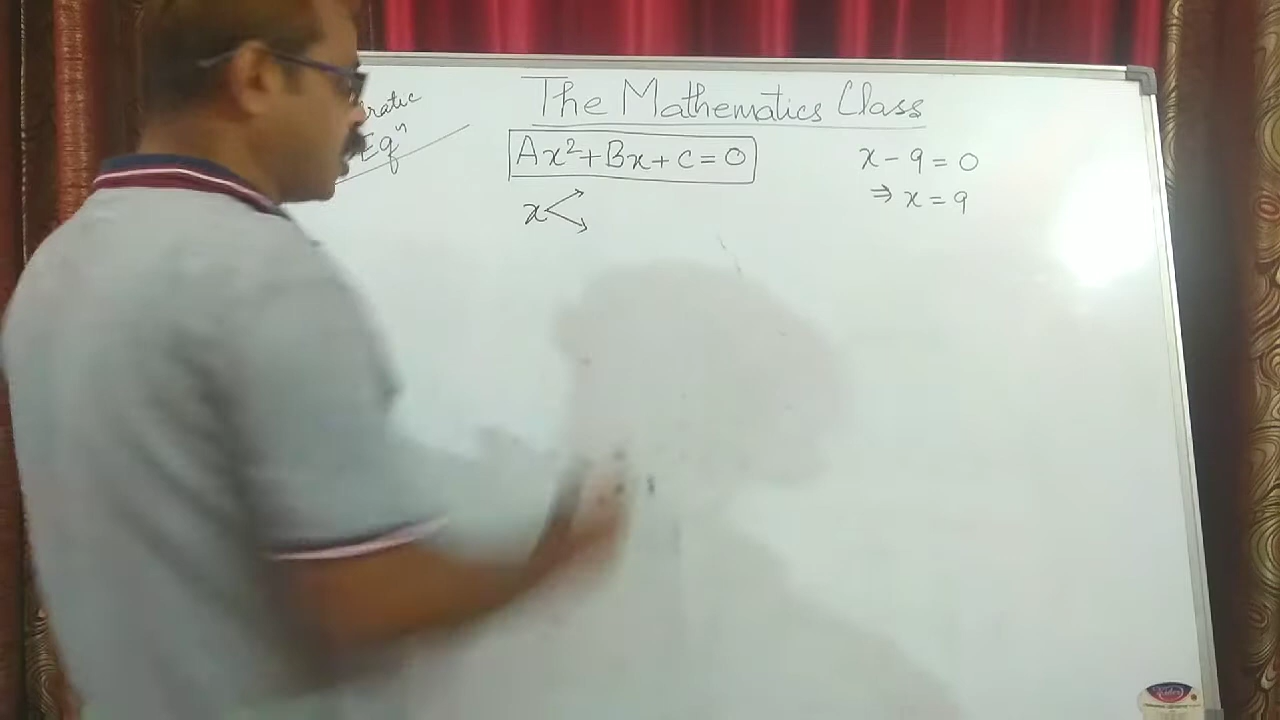 The Mathematics Class
ratic
Eqⁿ
Ax²+Bx+C=0
x
x-9=0
⇒ x=9